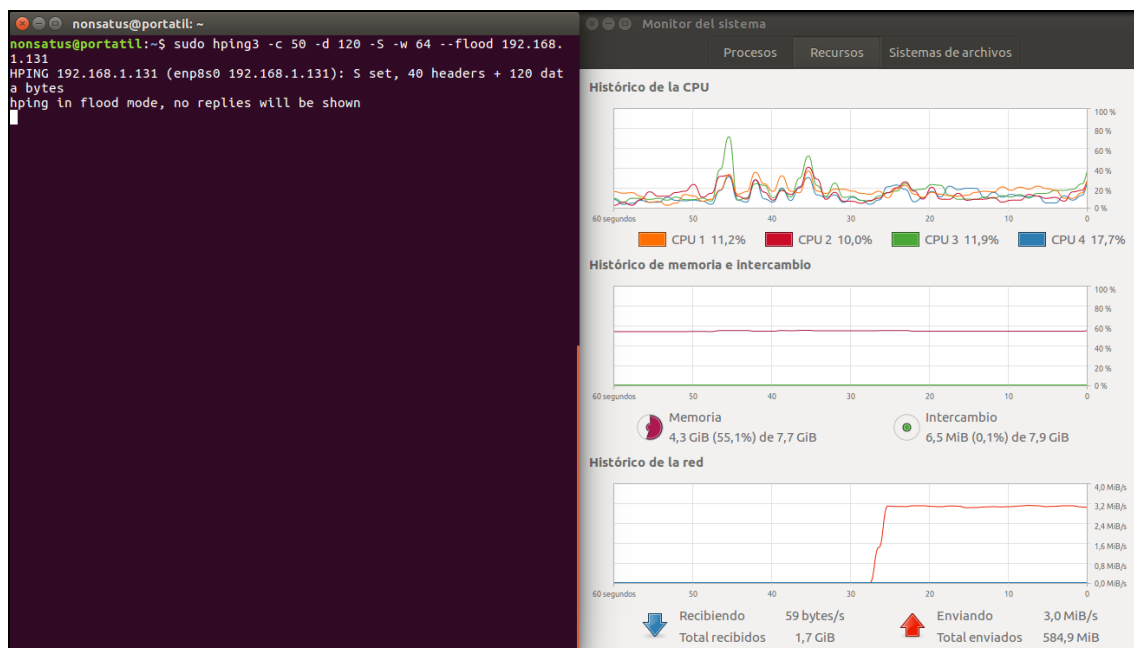 nonsatus@portatil: ~
nonsatus@portatil:~$ sudo hping3 -c 50 -d 120 -S -w 64 --flood 192.168.
1.131
HPING 192.168.1.131 (enp8s0 192.168.1.131): S set, 40 headers + 120 dat
a bytes
hping in flood mode, no replies will be shown
Monitor del sistema
Procesos Recursos Sistemas de archivos
Histórico de la CPU
100 %
80 %
60 %
40 %
20 %
0 %
60 segundos 50 40 30 20 10 0
CPU 1 11,2% CPU 2 10,0% CPU 3 11,9% CPU 4 17,7%
Histórico de memoria e intercambio
100 %
80 %
60 %
40 %
20 %
0 %
60 segundos 50 40 30 20 10 0
Memoria Intercambio
4,3 GiB (55,1%) de 7,7 GiB 6,5 MiB (0,1%) de 7,9 GiB
Histórico de la red
4,0 MiB/s
3,2 MiB/s
2,4 MiB/s
1,6 MiB/s
0,8 MiB/s
0,0 MiB/s
60 segundos 50 40 30 20 10 0
Recibiendo 59 bytes/s Enviando 3,0 MiB/s
Total recibidos 1,7 GiB Total enviados 584,9 MiB